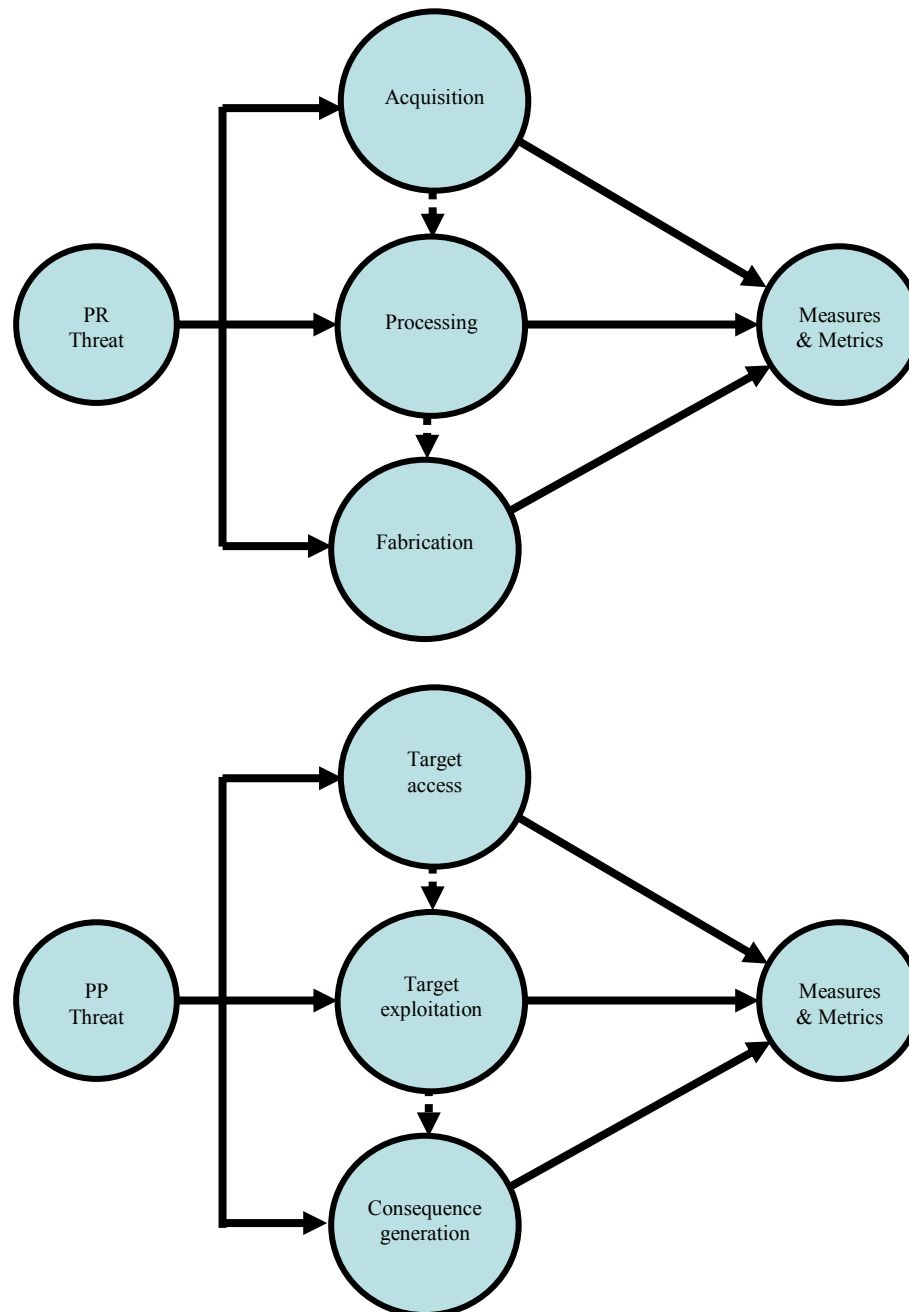 Acquisition
PR
Threat
Processing
Measures
& Metrics
Fabrication
Target
access
PP
Threat
Target
exploitation
Measures
& Metrics
Consequence
generation